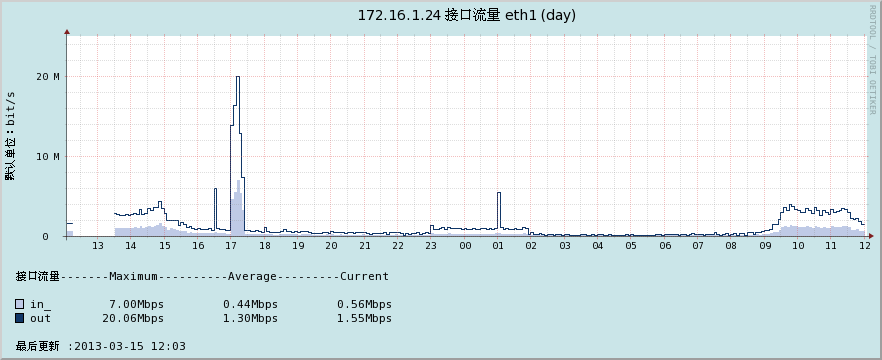 172.16.1.24 接口流量 eth1 (day)
RRDTOOL / TOBI OETIKER
默认单位：bit/s
20 M
10 M
0
13 14 15 16 17 18 19 20 21 22 23 00 01 02 03 04 05 06 07 08 09 10 11 12
接口流量-------Maximum----------Average---------Current
in_ 7.00Mbps 0.44Mbps 0.56Mbps
out 20.06Mbps 1.30Mbps 1.55Mbps
最后更新 :2013-03-15 12:03